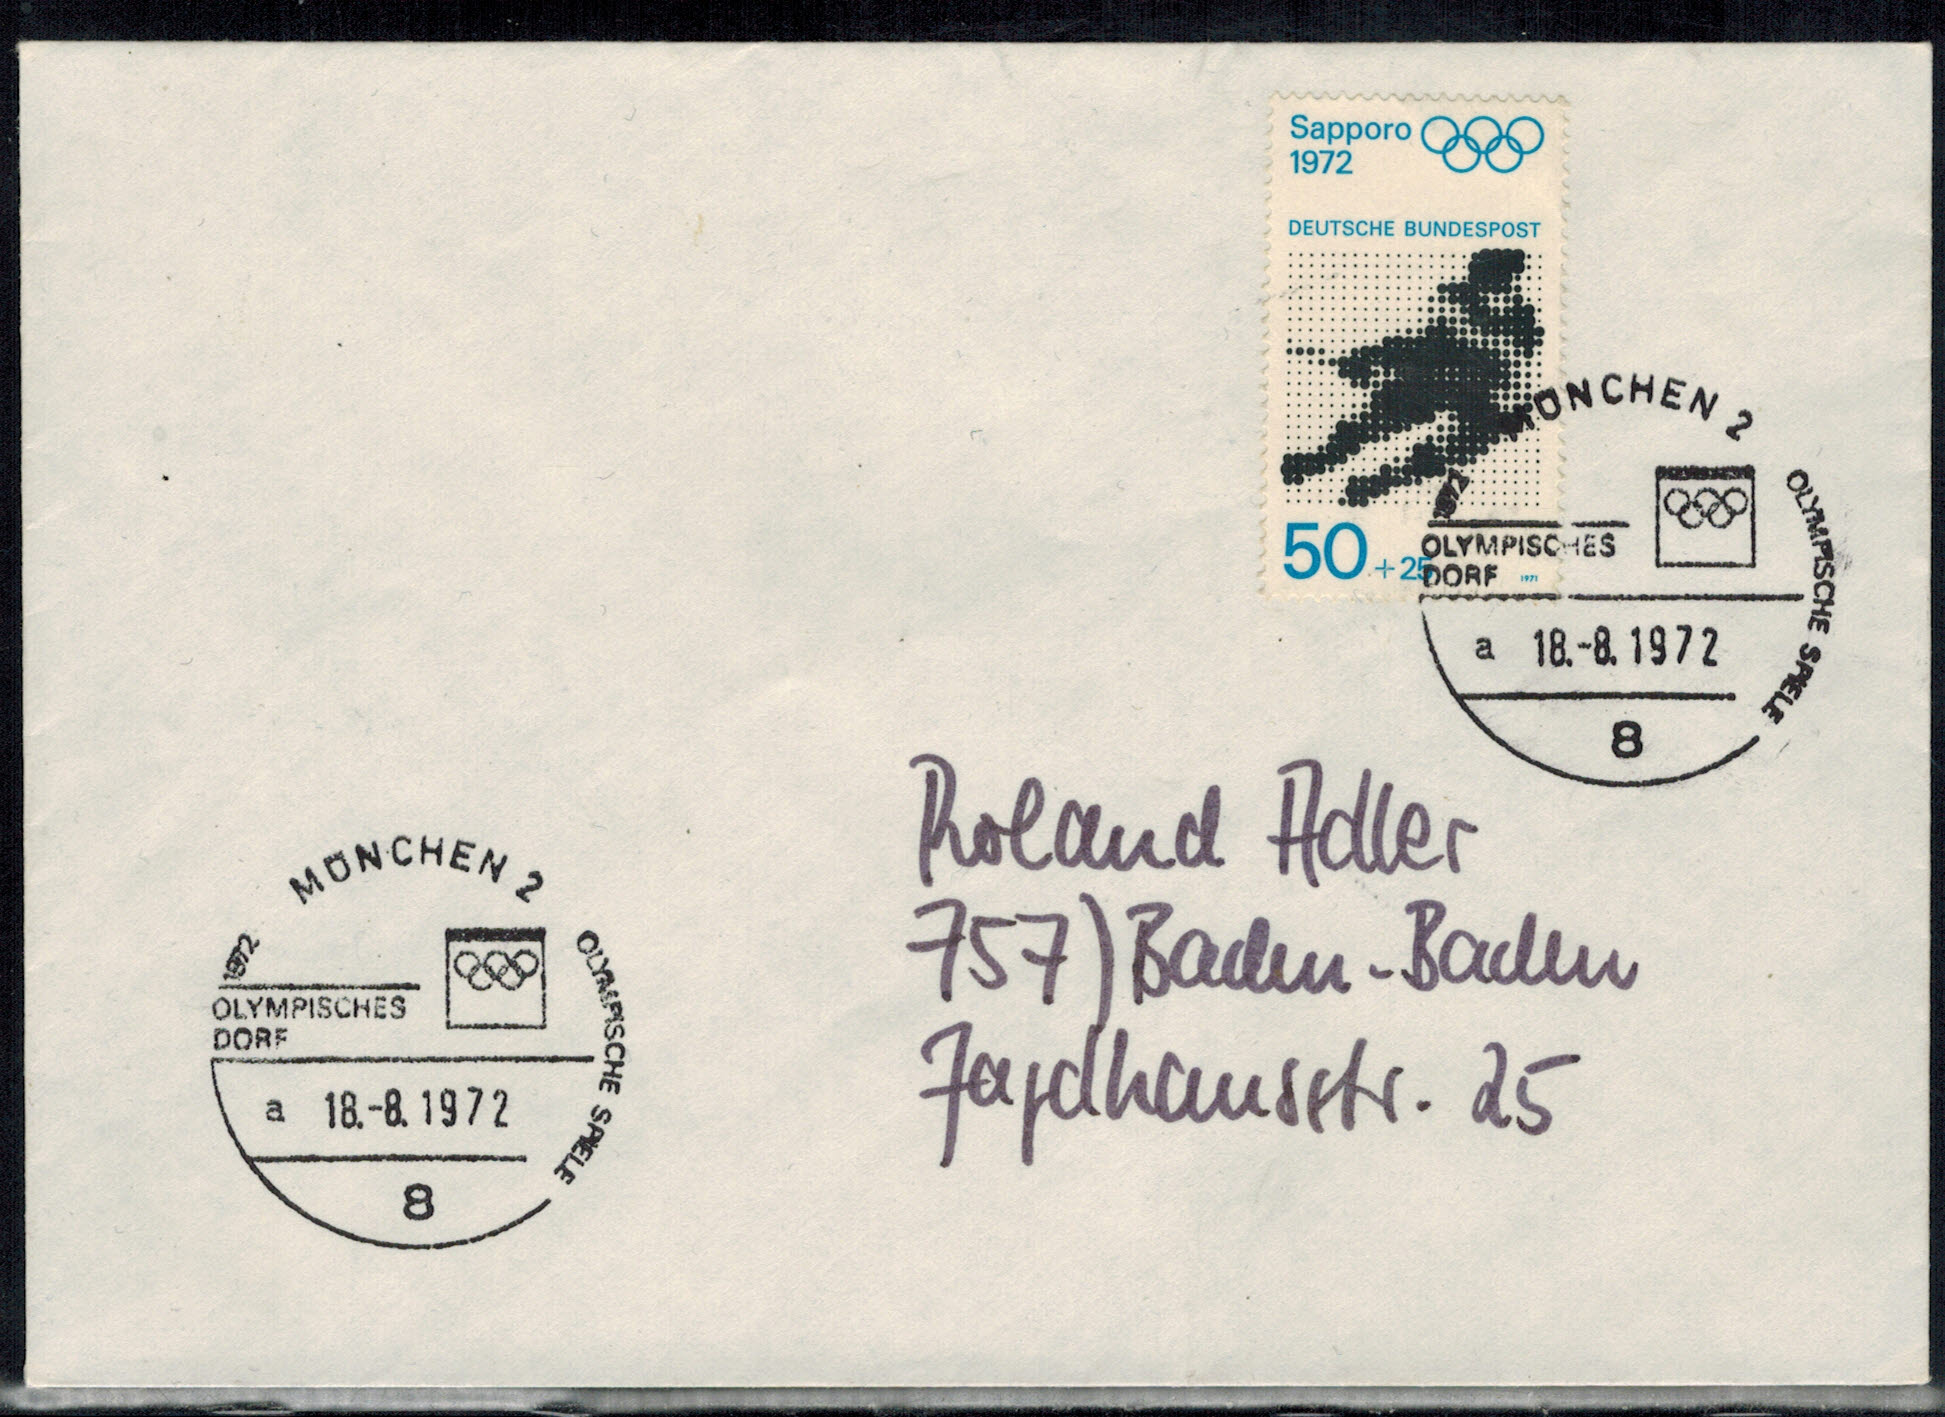 Sapporo
1972
DEUTSCHE BUNDESPOST
50 + 25
1971
MÜNCHEN 2
OLYMPISCHE SPIELE
1972
OLYMPISCHES
DORF
a 18.-8.1972
8
Roland Adler
757) Baden-Baden
Jagdhausstr. 25
MÜNCHEN 2
OLYMPISCHE SPIELE
1972
OLYMPISCHES
DORF
a 18.-8.1972
8